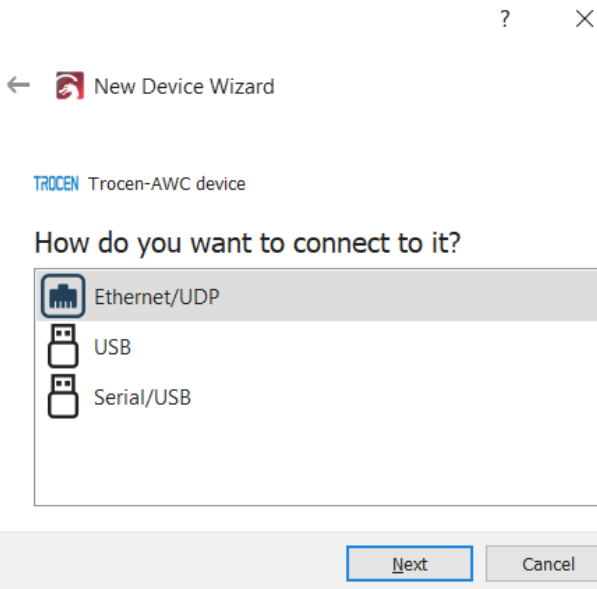 ?
New Device Wizard
TROCEN Trocen-AWC device
How do you want to connect to it?
Ethernet/UDP
USB
Serial/USB
Next Cancel